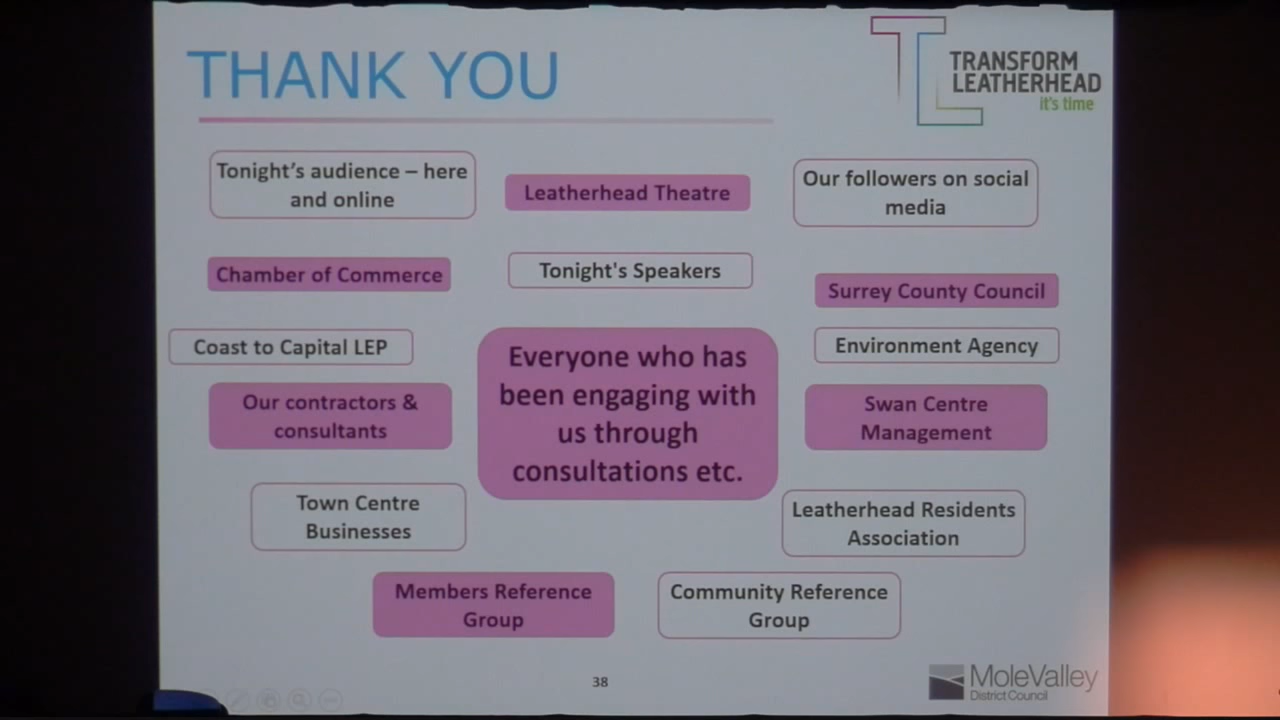 THANK YOU
TRANSFORM
LEATHERHEAD
it's time
Tonight's audience – here
and online
Leatherhead Theatre
Our followers on social
media
Chamber of Commerce
Tonight's Speakers
Surrey County Council
Coast to Capital LEP
Environment Agency
Everyone who has
been engaging with
us through
consultations etc.
Our contractors &
consultants
Swan Centre
Management
Town Centre
Businesses
Leatherhead Residents
Association
Members Reference
Group
Community Reference
Group
38
MoleValley
District Council